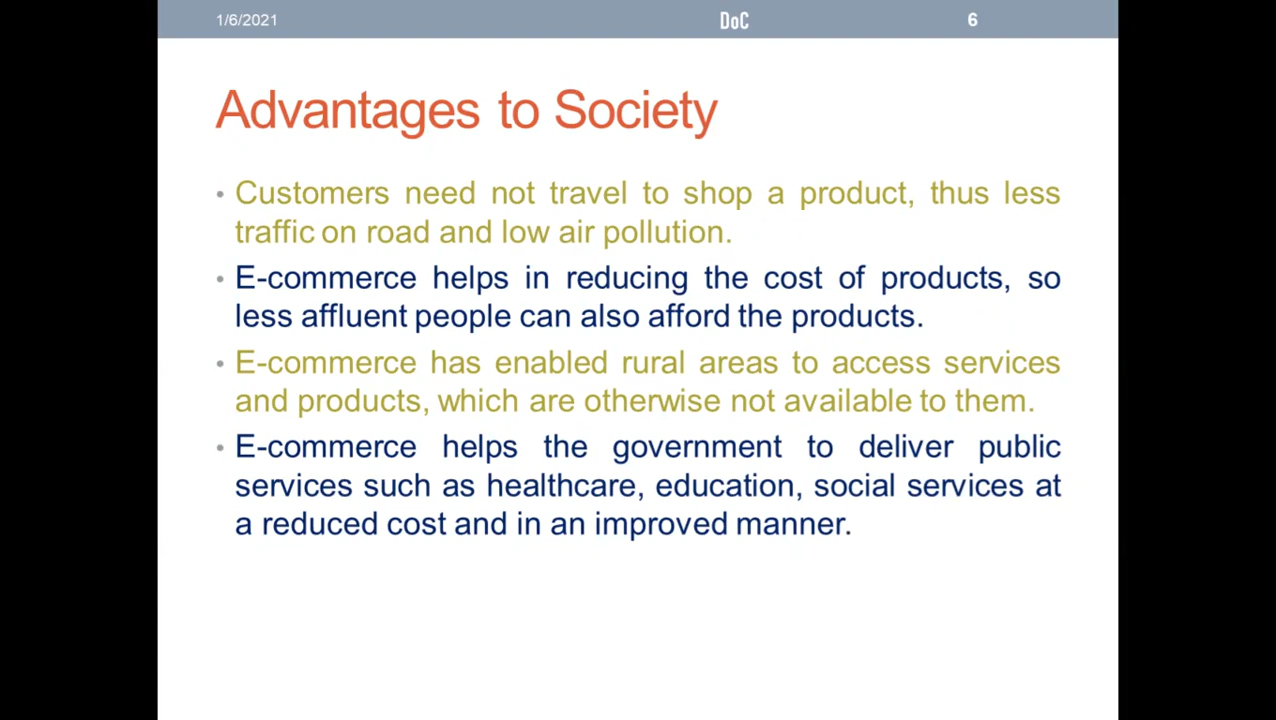 1/6/2021 DoC 6
Advantages to Society
• Customers need not travel to shop a product, thus less
traffic on road and low air pollution.
• E-commerce helps in reducing the cost of products, so
less affluent people can also afford the products.
• E-commerce has enabled rural areas to access services
and products, which are otherwise not available to them.
• E-commerce helps the government to deliver public
services such as healthcare, education, social services at
a reduced cost and in an improved manner.